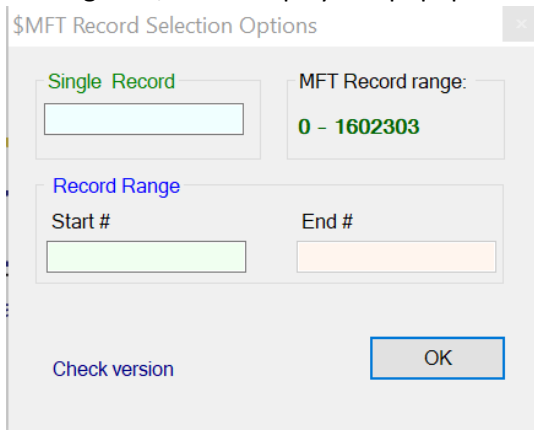 $MFT Record Selection Options
Single Record
MFT Record range:
0 - 1602303
Record Range
Start #
End #
Check version
OK